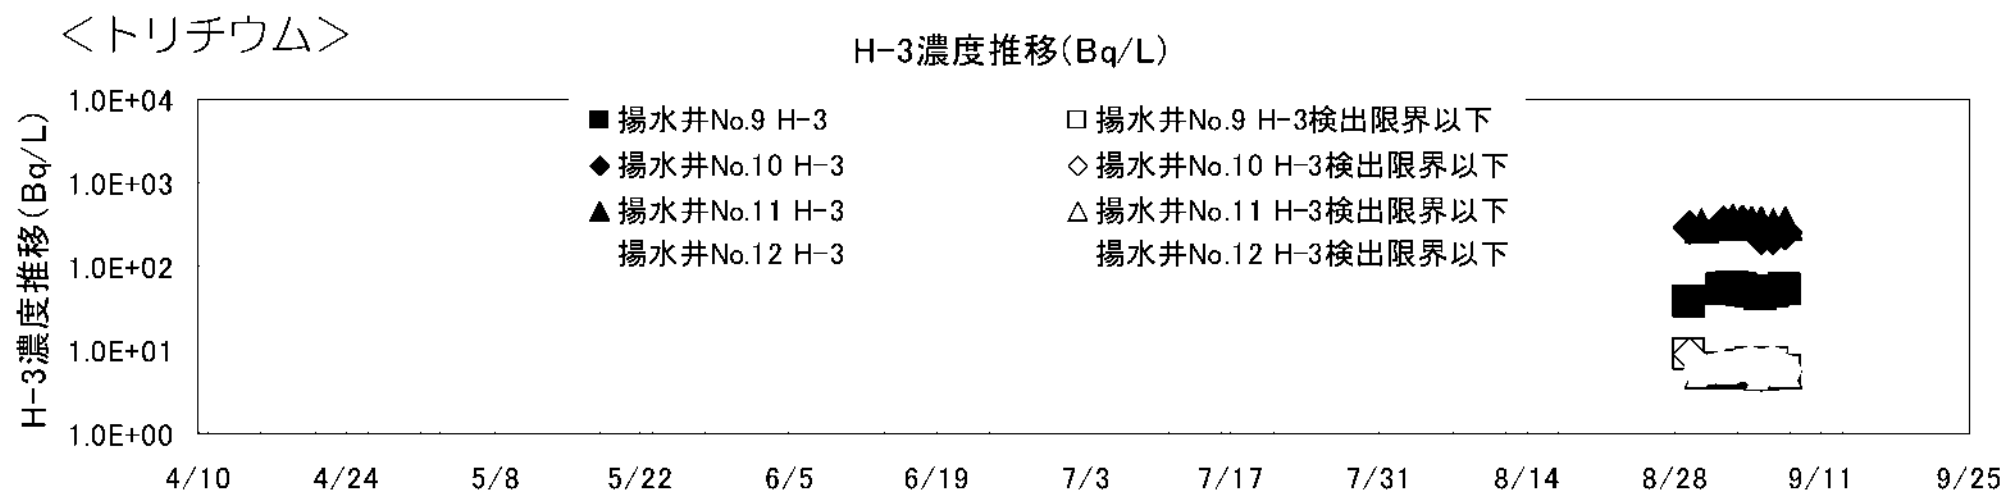 ＜トリチウム＞
H-3濃度推移(Bq/L)
H-3濃度推移(Bq/L)
1.0E+04
1.0E+03
1.0E+02
1.0E+01
1.0E+00
■ 揚水井No.9 H-3
□ 揚水井No.9 H-3検出限界以下
◆ 揚水井No.10 H-3
◇ 揚水井No.10 H-3検出限界以下
▲ 揚水井No.11 H-3
△ 揚水井No.11 H-3検出限界以下
揚水井No.12 H-3
揚水井No.12 H-3検出限界以下
4/10 4/24 5/8 5/22 6/5 6/19 7/3 7/17 7/31 8/14 8/28 9/11 9/25